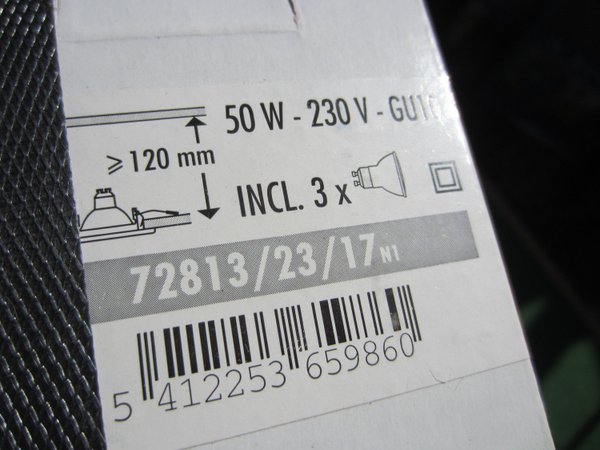 50 W - 230 V - GU10
≥ 120 mm
INCL. 3 x
72813/23/17 N1
5 412253 659860